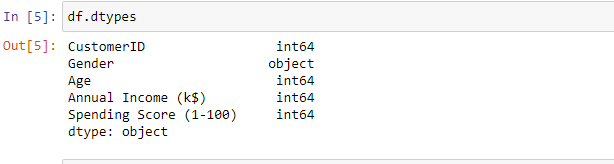 In [5]: df.dtypes
Out[5]: CustomerID int64
Gender object
Age int64
Annual Income (k$) int64
Spending Score (1-100) int64
dtype: object